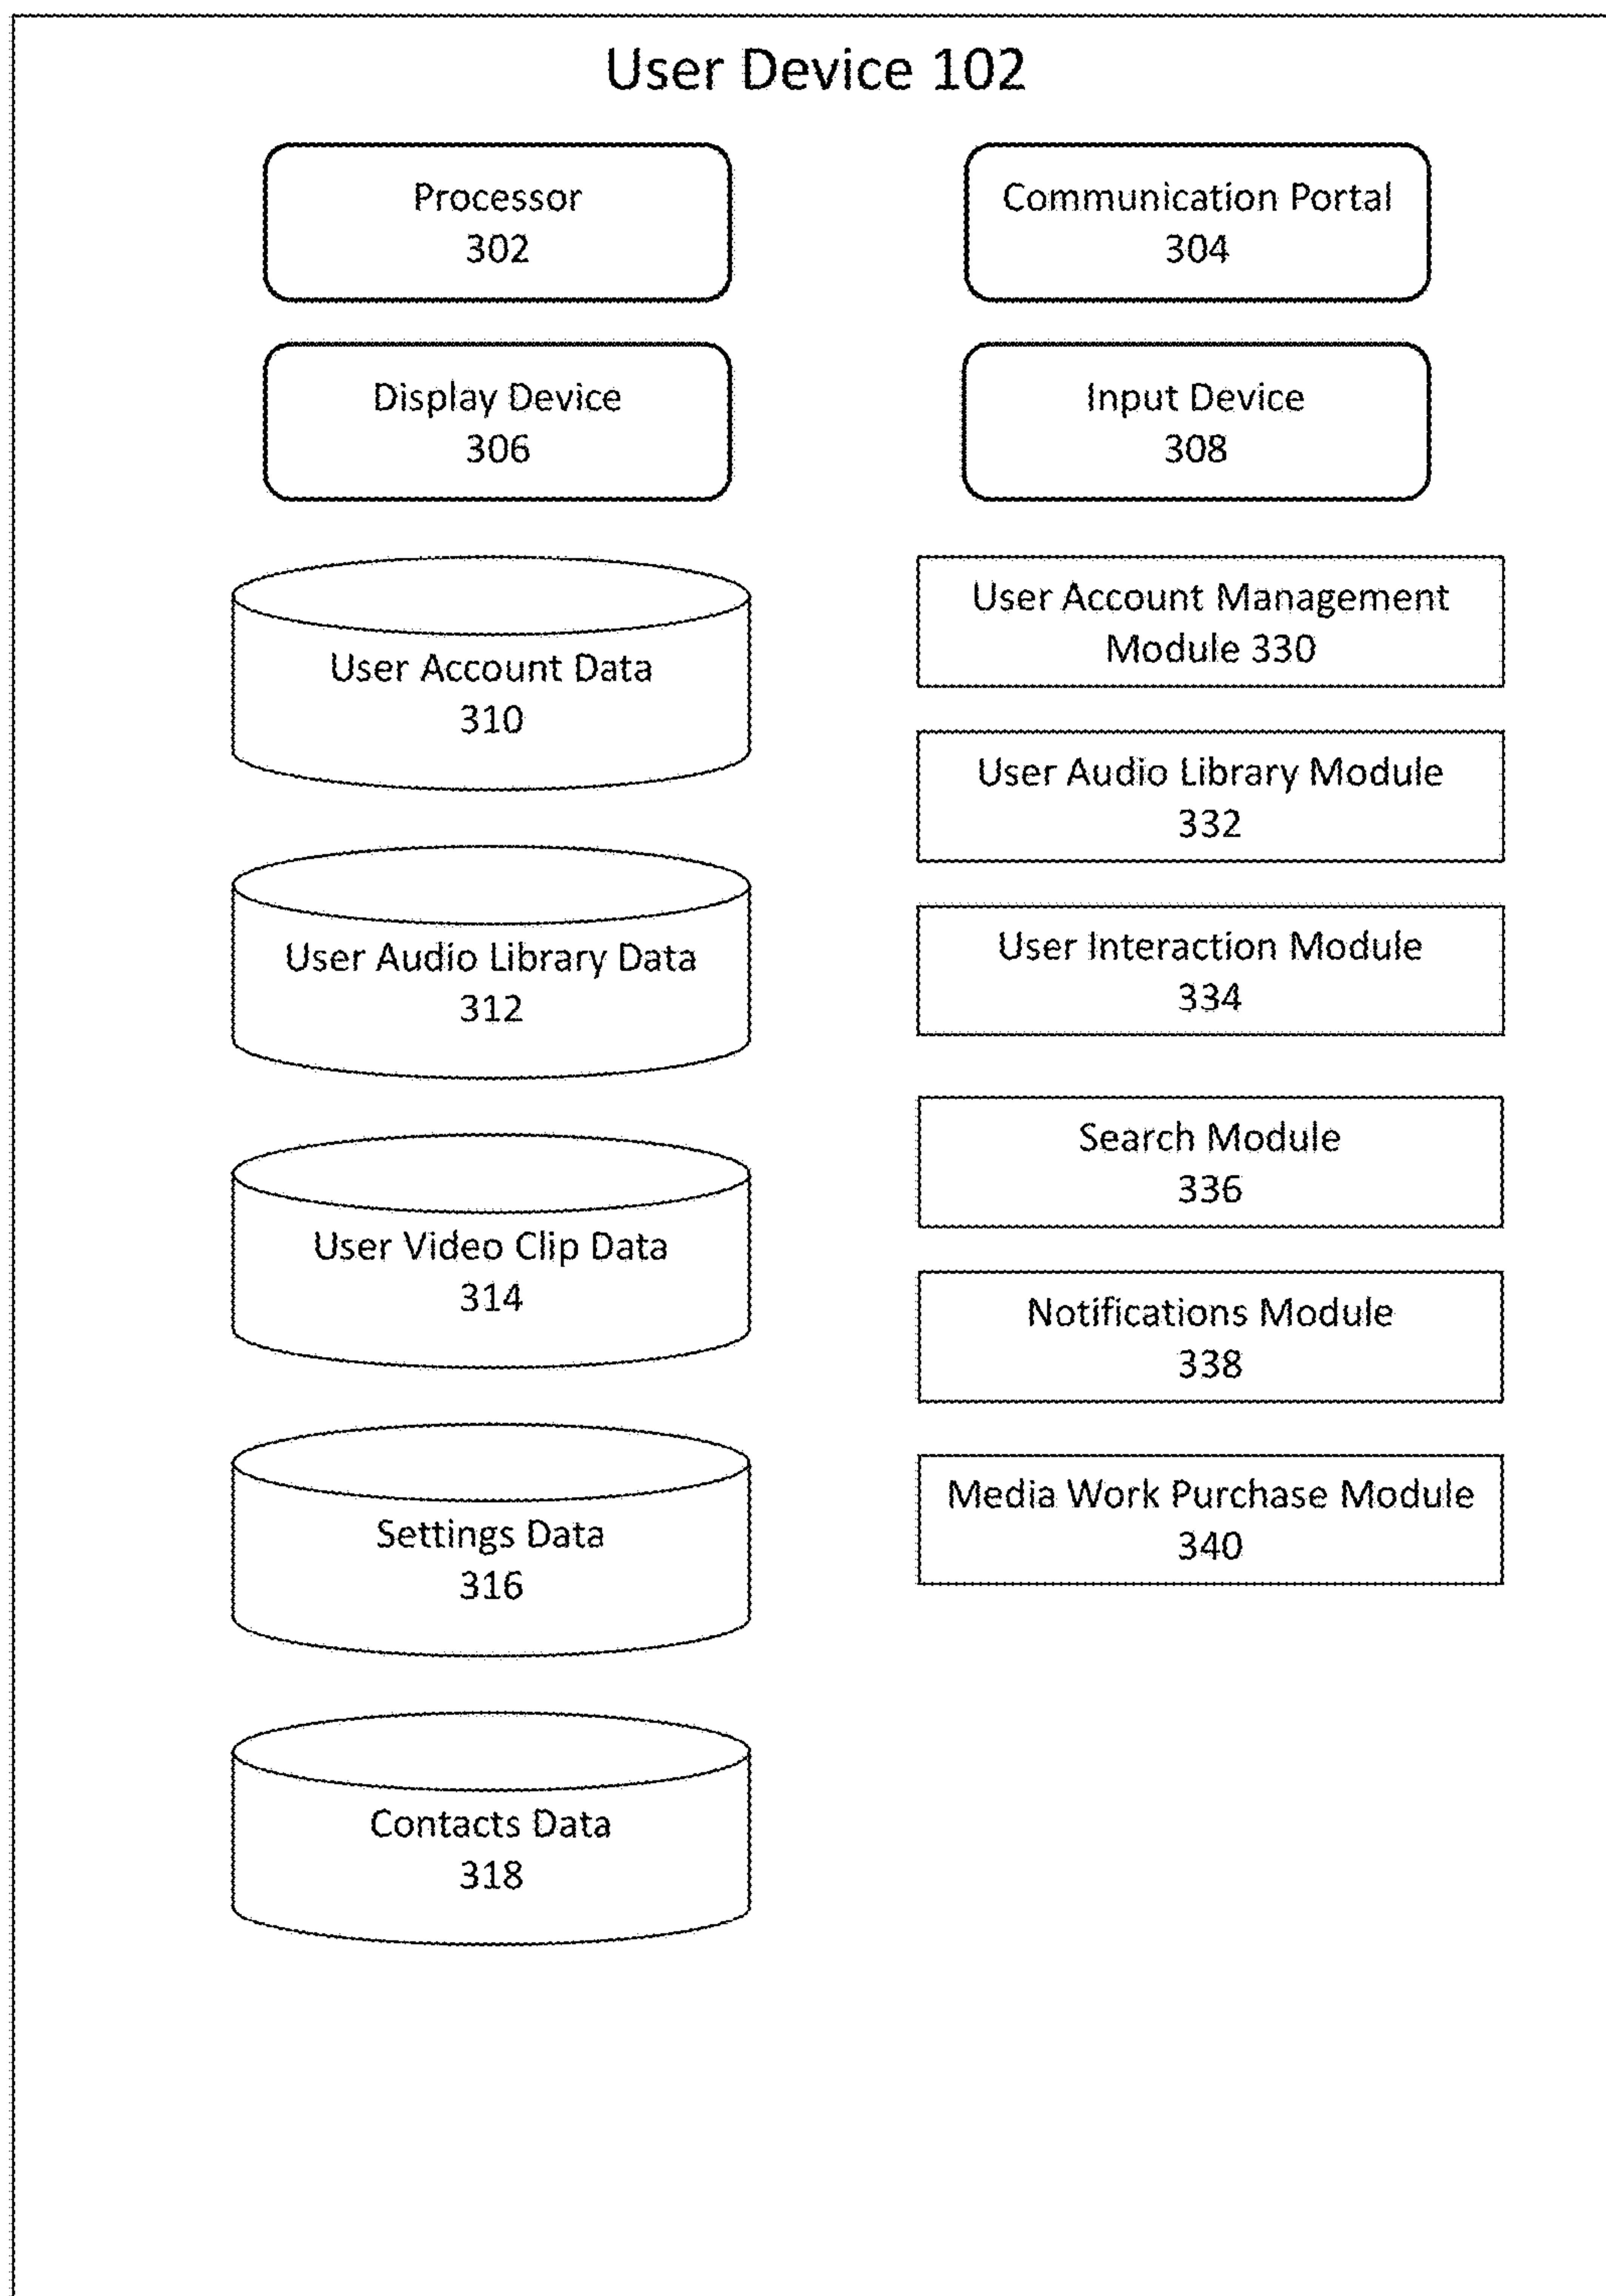 User Device 102
Processor
302
Communication Portal
304
Display Device
306
Input Device
308
User Account Data
310
User Audio Library Data
312
User Video Clip Data
314
Settings Data
316
Contacts Data
318
User Account Management
Module 330
User Audio Library Module
332
User Interaction Module
334
Search Module
336
Notifications Module
338
Media Work Purchase Module
340